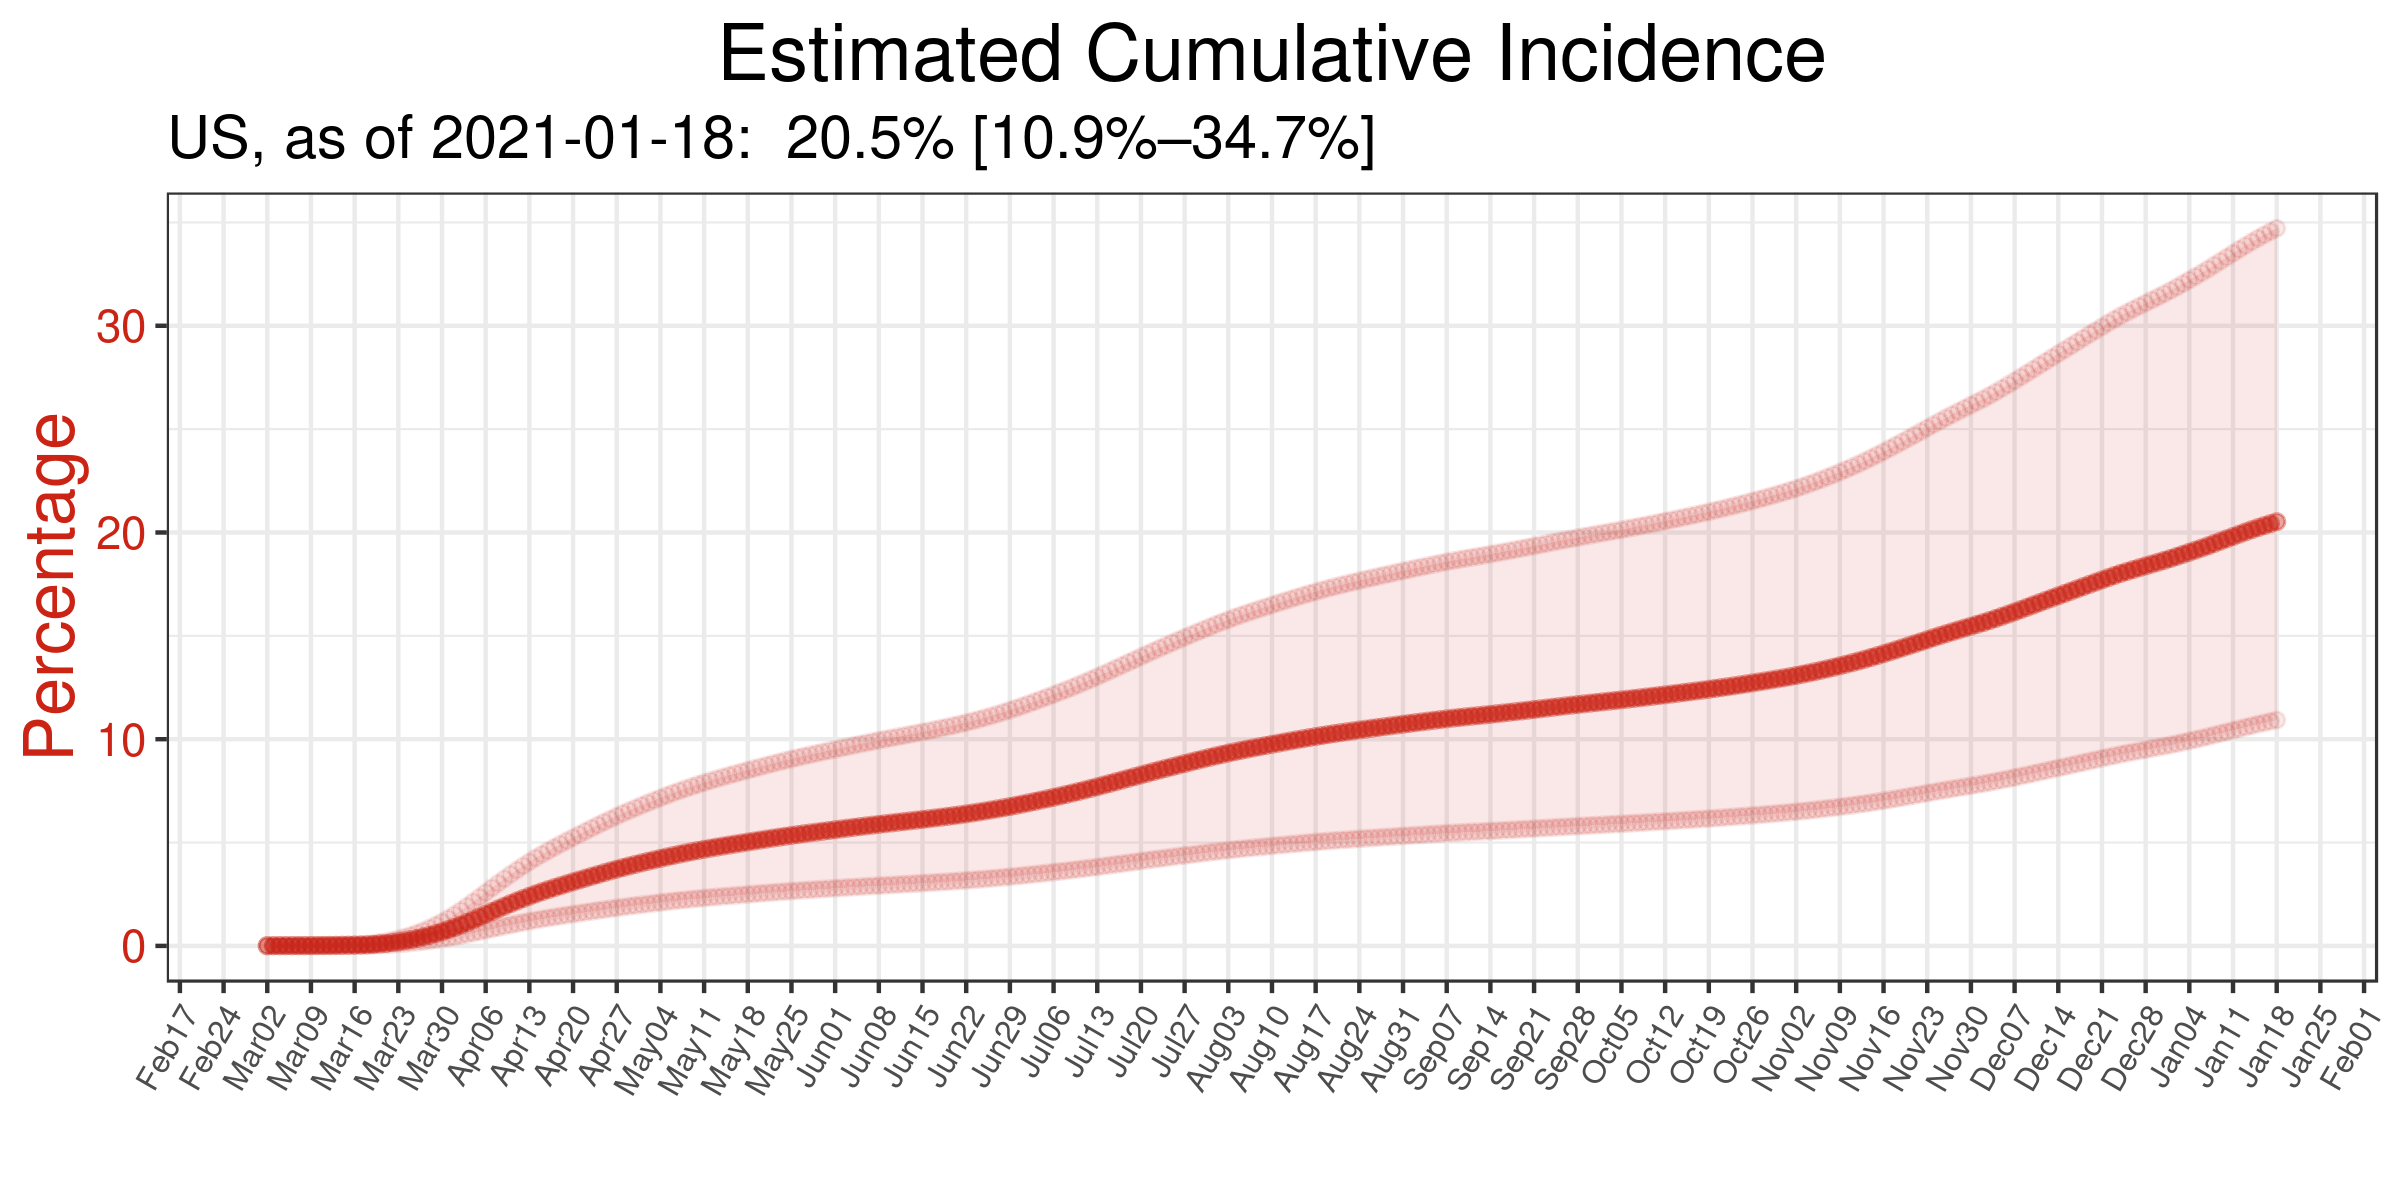 Estimated Cumulative Incidence
US, as of 2021-01-18:  20.5% [10.9%–34.7%]
Percentage
30
20
10
0
Feb17
Feb24
Mar02
Mar09
Mar16
Mar23
Mar30
Apr06
Apr13
Apr20
Apr27
May04
May11
May18
May25
Jun01
Jun08
Jun15
Jun22
Jun29
Jul06
Jul13
Jul20
Jul27
Aug03
Aug10
Aug17
Aug24
Aug31
Sep07
Sep14
Sep21
Sep28
Oct05
Oct12
Oct19
Oct26
Nov02
Nov09
Nov16
Nov23
Nov30
Dec07
Dec14
Dec21
Dec28
Jan04
Jan11
Jan18
Jan25
Feb01